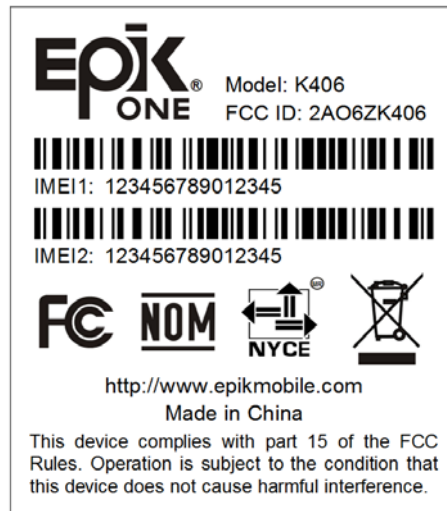 Epik®
ONE
Model: K406
FCC ID: 2AO6ZK406
IMEI1: 123456789012345
IMEI2: 123456789012345
FC
NOM
NYCE
MR
http://www.epikmobile.com
Made in China
This device complies with part 15 of the FCC
Rules. Operation is subject to the condition that
this device does not cause harmful interference.